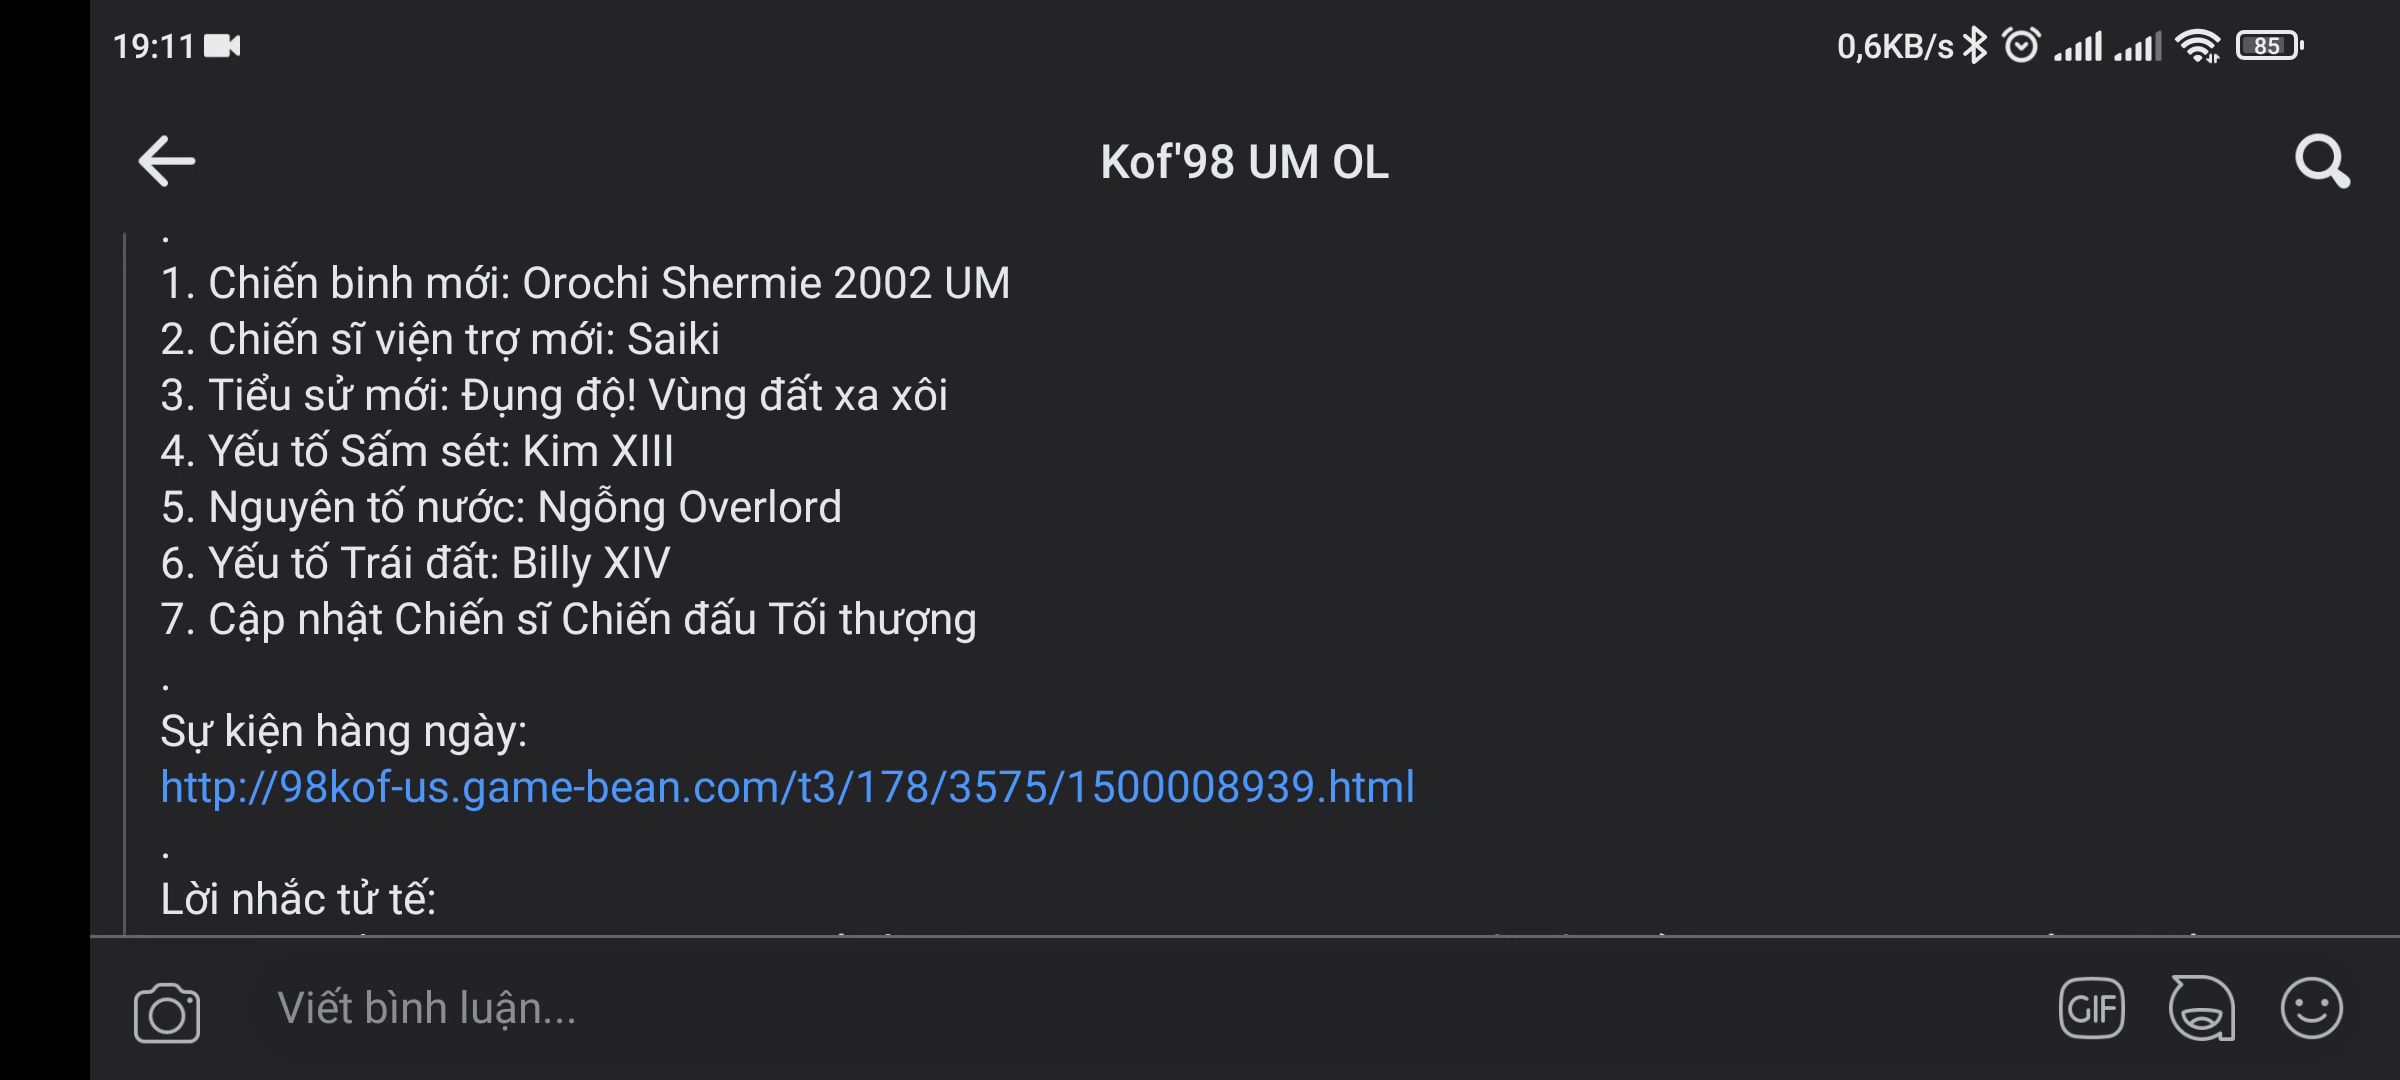 19:11
0,6KB/s
85
Kof'98 UM OL
.
1. Chiến binh mới: Orochi Shermie 2002 UM
2. Chiến sĩ viện trợ mới: Saiki
3. Tiểu sử mới: Đụng độ! Vùng đất xa xôi
4. Yếu tố Sấm sét: Kim XIII
5. Nguyên tố nước: Ngỗng Overlord
6. Yếu tố Trái đất: Billy XIV
7. Cập nhật Chiến sĩ Chiến đấu Tối thượng
.
Sự kiện hàng ngày:
http://98kof-us.game-bean.com/t3/178/3575/1500008939.html
.
Lời nhắc tử tế:
Viết bình luận...
GIF